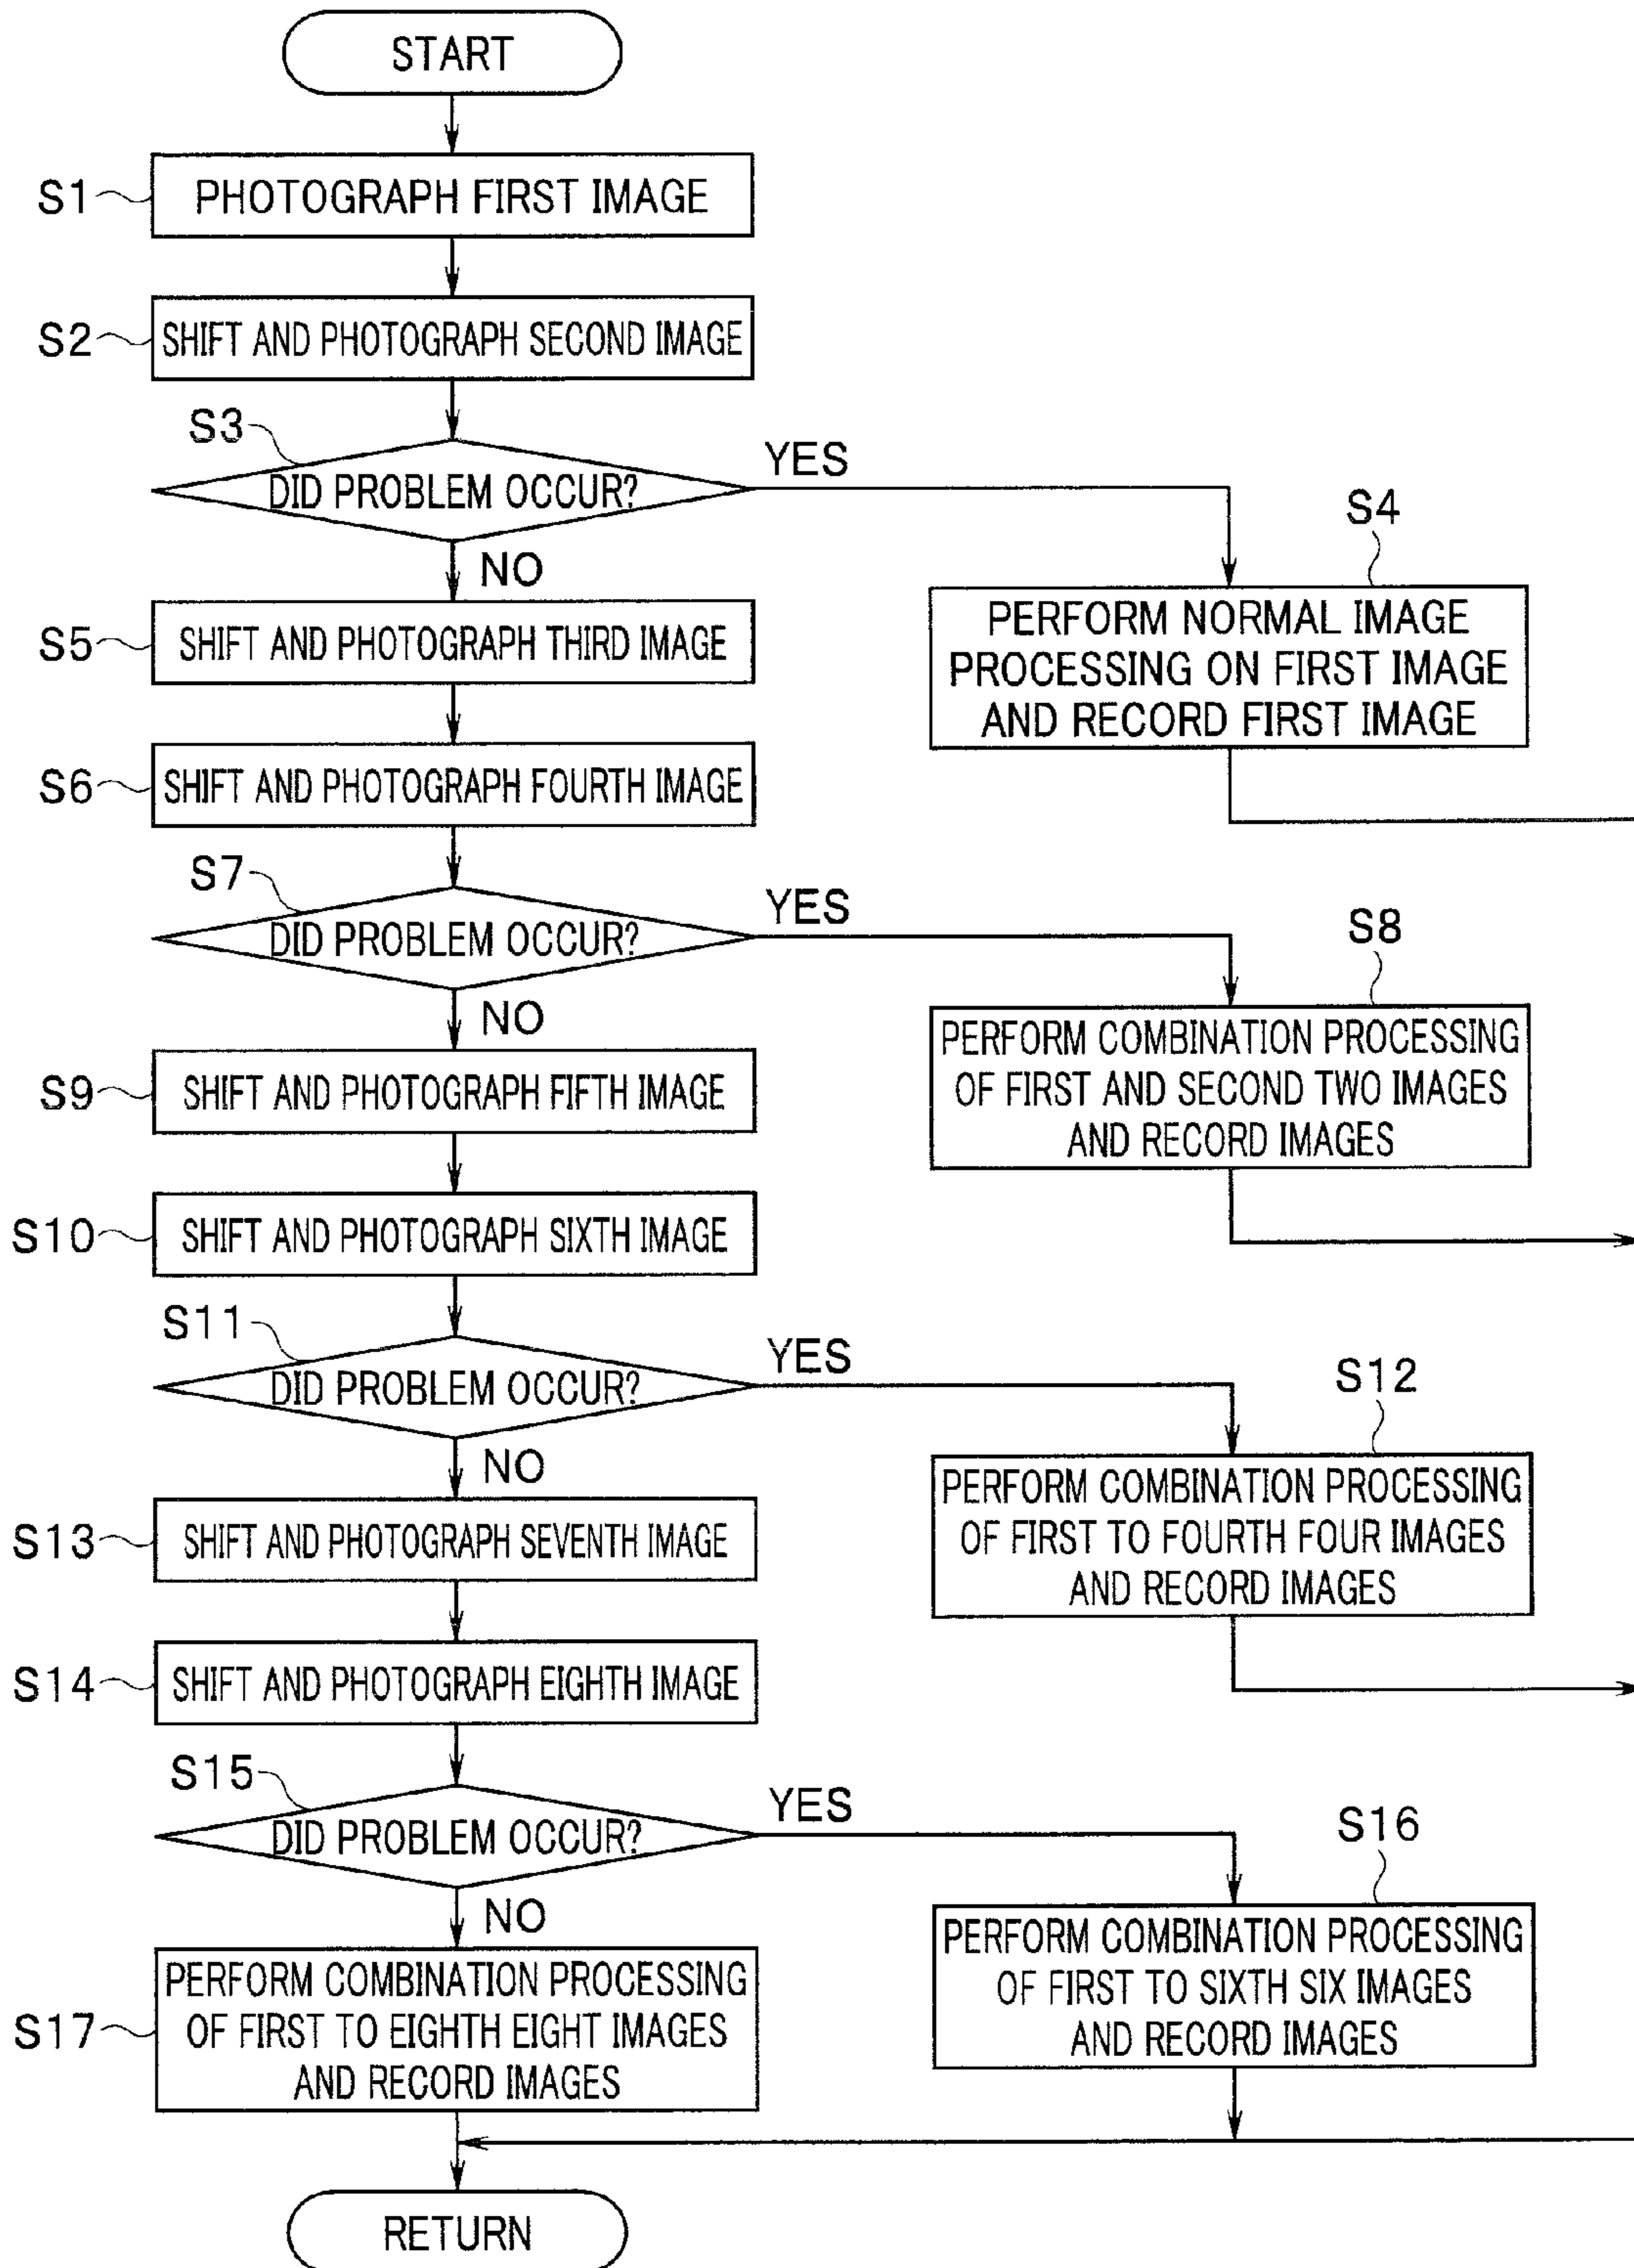 START
S1
PHOTOGRAPH FIRST IMAGE
S2
SHIFT AND PHOTOGRAPH SECOND IMAGE
S3
DID PROBLEM OCCUR?
YES
NO
S4
PERFORM NORMAL IMAGE
PROCESSING ON FIRST IMAGE
AND RECORD FIRST IMAGE
S5
SHIFT AND PHOTOGRAPH THIRD IMAGE
S6
SHIFT AND PHOTOGRAPH FOURTH IMAGE
S7
DID PROBLEM OCCUR?
YES
NO
S8
PERFORM COMBINATION PROCESSING
OF FIRST AND SECOND TWO IMAGES
AND RECORD IMAGES
S9
SHIFT AND PHOTOGRAPH FIFTH IMAGE
S10
SHIFT AND PHOTOGRAPH SIXTH IMAGE
S11
DID PROBLEM OCCUR?
YES
NO
S12
PERFORM COMBINATION PROCESSING
OF FIRST TO FOURTH FOUR IMAGES
AND RECORD IMAGES
S13
SHIFT AND PHOTOGRAPH SEVENTH IMAGE
S14
SHIFT AND PHOTOGRAPH EIGHTH IMAGE
S15
DID PROBLEM OCCUR?
YES
NO
S16
PERFORM COMBINATION PROCESSING
OF FIRST TO SIXTH SIX IMAGES
AND RECORD IMAGES
S17
PERFORM COMBINATION PROCESSING
OF FIRST TO EIGHTH EIGHT IMAGES
AND RECORD IMAGES
RETURN